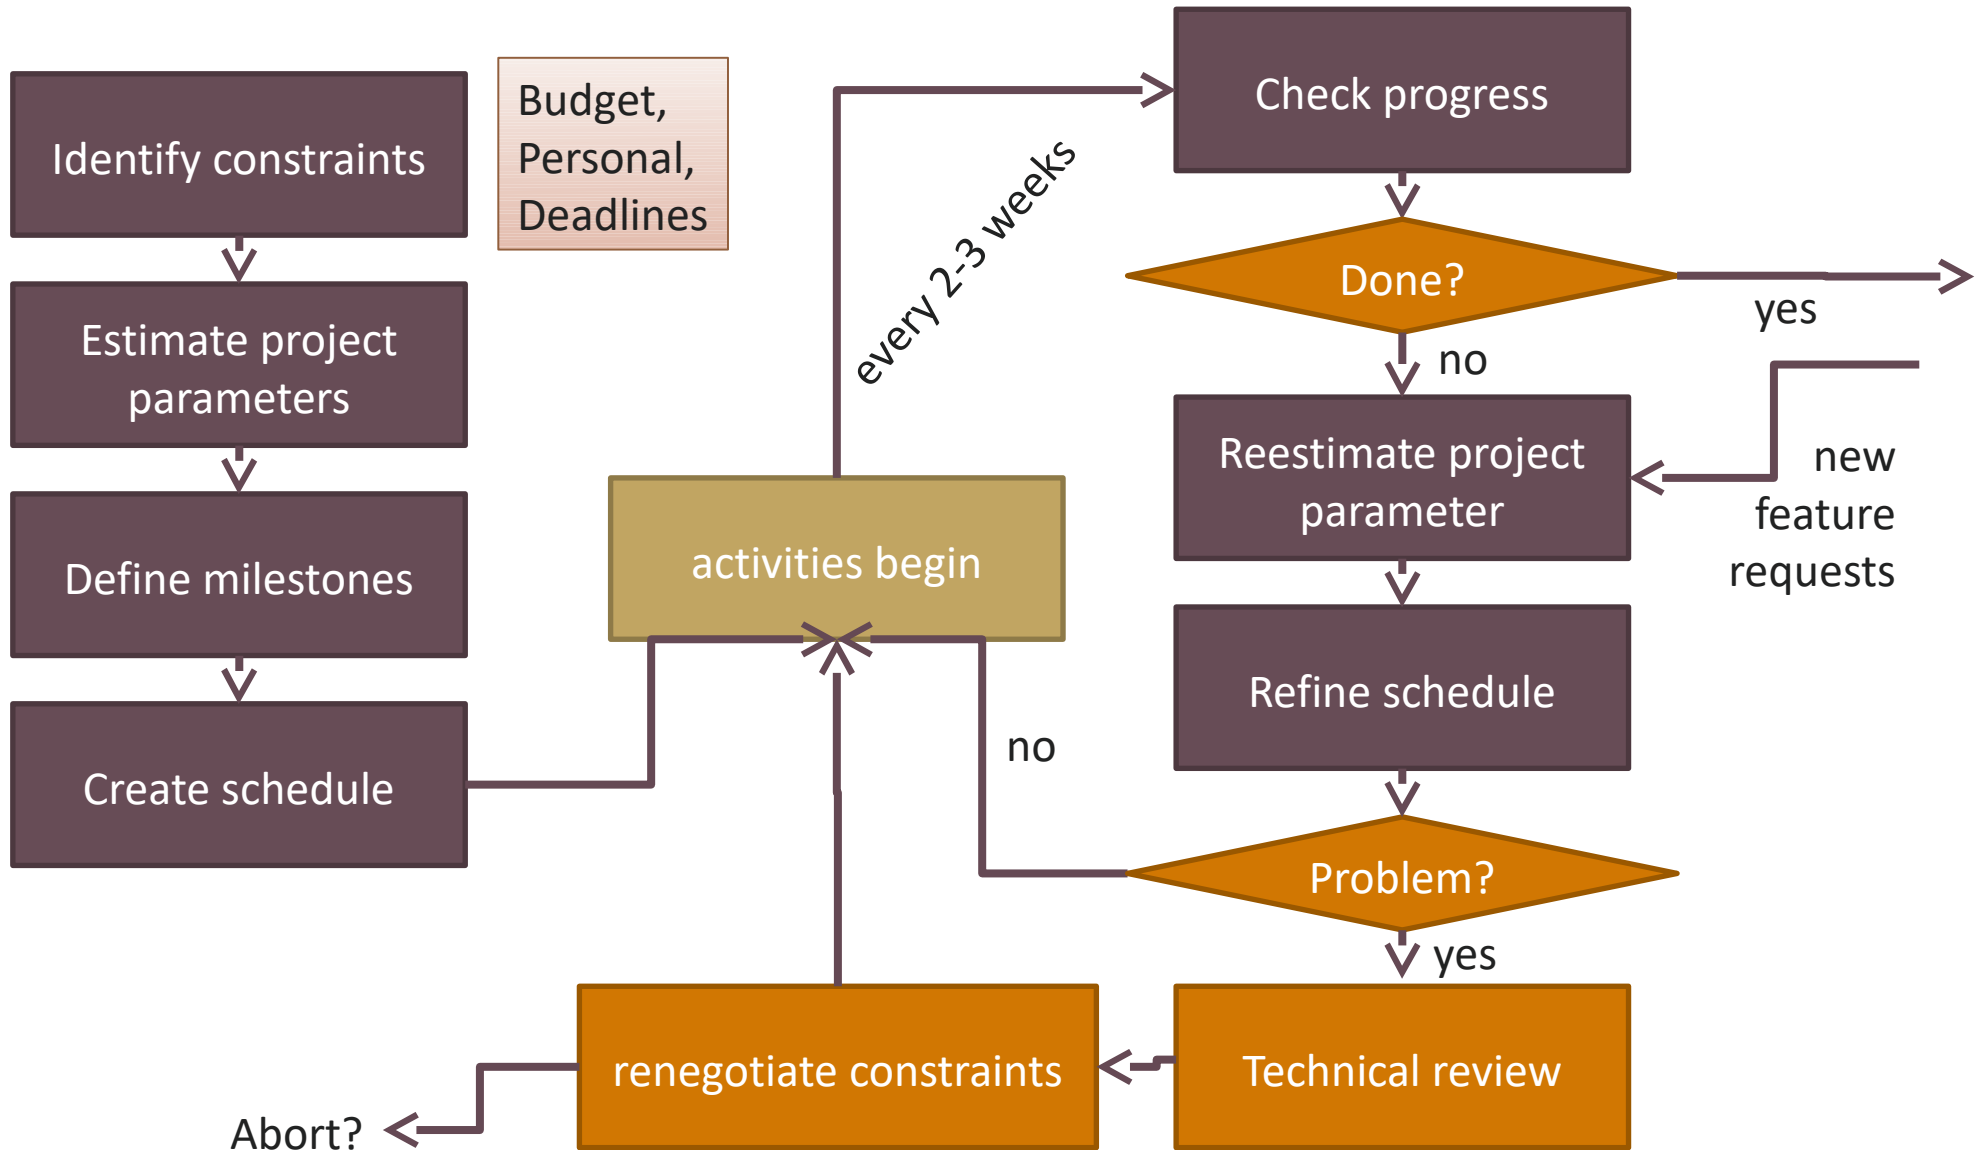 Identify constraints
Budget,
Personal,
Deadlines
Estimate project
parameters
Define milestones
Create schedule
activities begin
every 2-3 weeks
Check progress
Done?
yes
no
Reestimate project
parameter
new
feature
requests
Refine schedule
Problem?
no
yes
Technical review
renegotiate constraints
Abort?